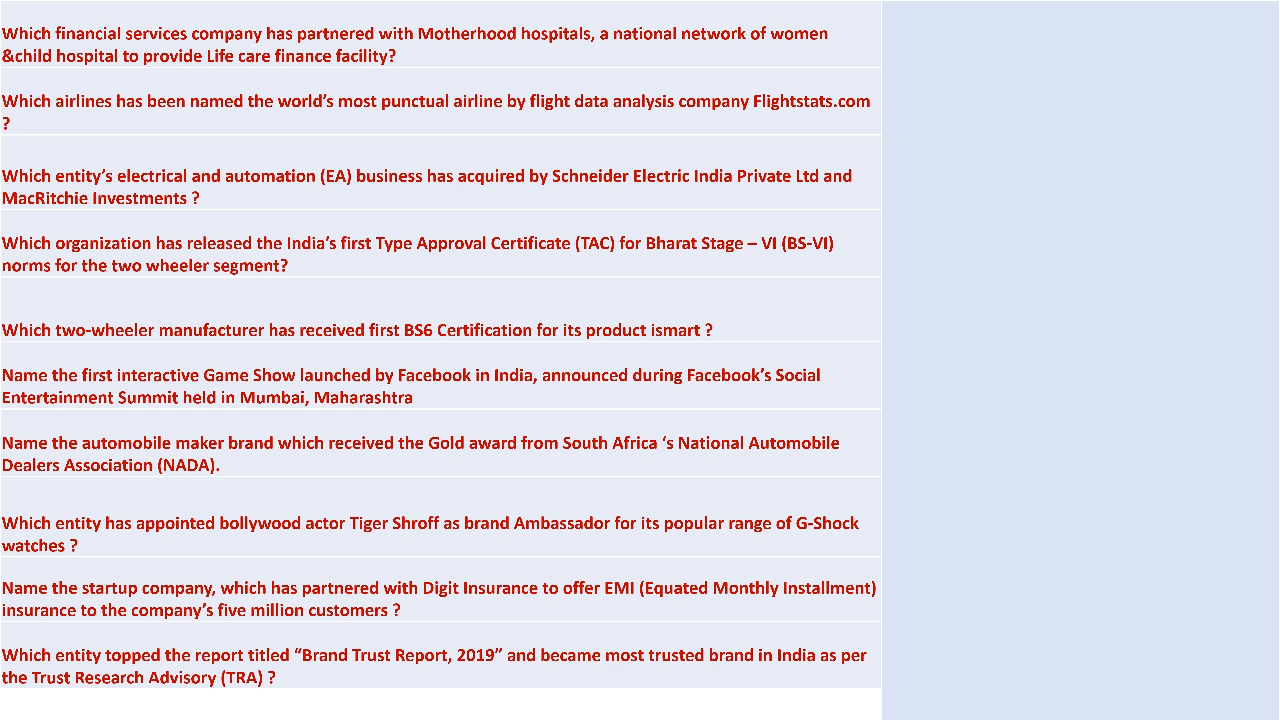 Which financial services company has partnered with Motherhood hospitals, a national network of women
&child hospital to provide Life care finance facility?
Which airlines has been named the world’s most punctual airline by flight data analysis company Flightstats.com
?
Which entity’s electrical and automation (EA) business has acquired by Schneider Electric India Private Ltd and
MacRitchie Investments ?
Which organization has released the India’s first Type Approval Certificate (TAC) for Bharat Stage – VI (BS-VI)
norms for the two wheeler segment?
Which two-wheeler manufacturer has received first BS6 Certification for its product ismart ?
Name the first interactive Game Show launched by Facebook in India, announced during Facebook’s Social
Entertainment Summit held in Mumbai, Maharashtra
Name the automobile maker brand which received the Gold award from South Africa ‘s National Automobile
Dealers Association (NADA).
Which entity has appointed bollywood actor Tiger Shroff as brand Ambassador for its popular range of G-Shock
watches ?
Name the startup company, which has partnered with Digit Insurance to offer EMI (Equated Monthly Installment)
insurance to the company’s five million customers ?
Which entity topped the report titled “Brand Trust Report, 2019” and became most trusted brand in India as per
the Trust Research Advisory (TRA) ?